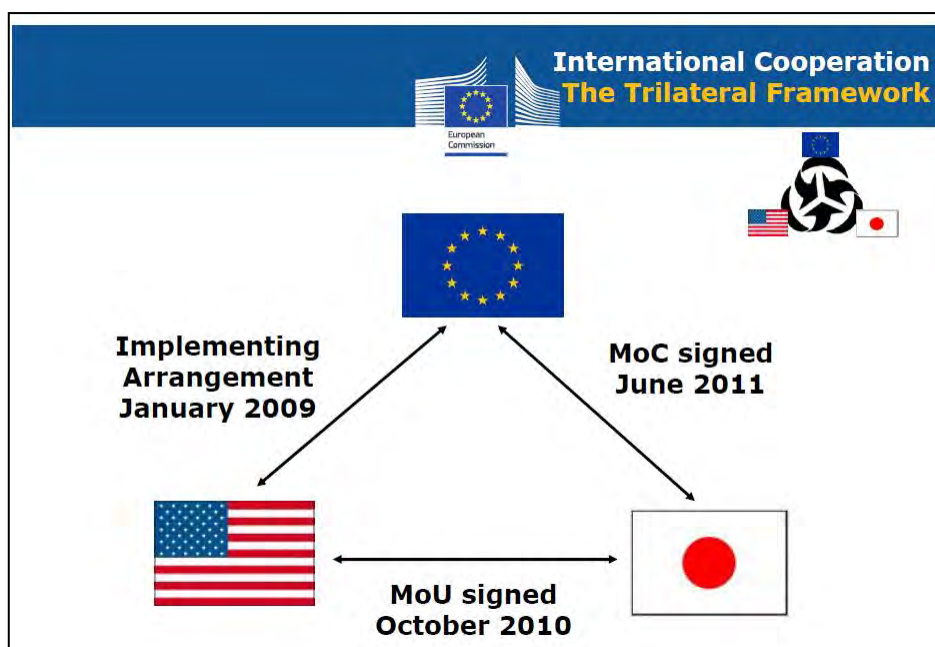 International Cooperation
The Trilateral Framework
European
Commission
Implementing
Arrangement
January 2009
MoC signed
June 2011
MoU signed
October 2010